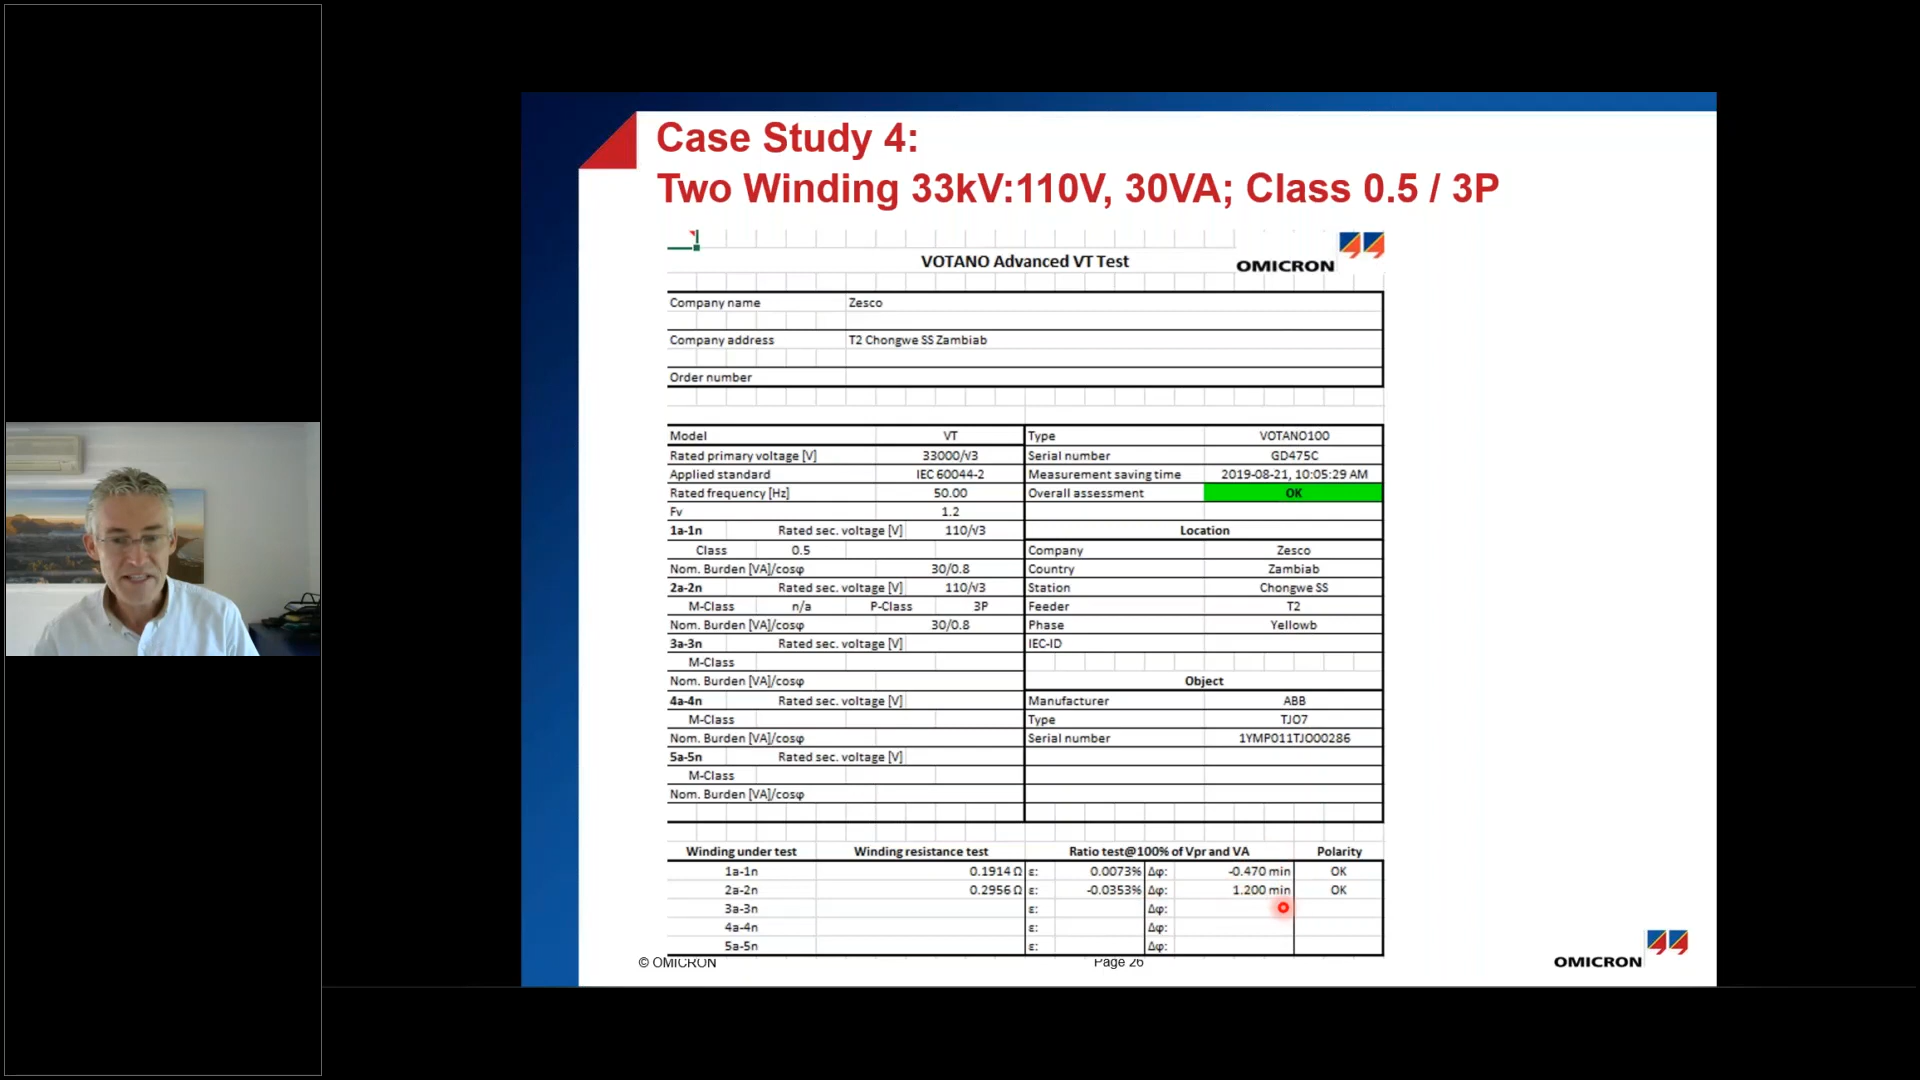 Case Study 4:
Two Winding 33kV:110V, 30VA; Class 0.5 / 3P
VOTANO Advanced VT Test
OMICRON
Company name Zesco
Company address T2 Chongwe SS Zambiab
Order number
Model VT Type VOTANO100
Rated primary voltage [V] 33000/√3 Serial number GD475C
Applied standard IEC 60044-2 Measurement saving time 2019-08-21, 10:05:29 AM
Rated frequency [Hz] 50.00 Overall assessment OK
Fv 1.2
1a-1n Rated sec. voltage [V] 110/√3 Location
Class 0.5 Company Zesco
Nom. Burden [VA]/cosφ 30/0.8 Country Zambiab
2a-2n Rated sec. voltage [V] 110/√3 Station Chongwe SS
M-Class n/a P-Class 3P Feeder T2
Nom. Burden [VA]/cosφ 30/0.8 Phase Yellowb
3a-3n Rated sec. voltage [V] IEC-ID
M-Class
Nom. Burden [VA]/cosφ Object
4a-4n Rated sec. voltage [V] Manufacturer ABB
M-Class Type TJO7
Nom. Burden [VA]/cosφ Serial number 1YMP011TJO00286
5a-5n Rated sec. voltage [V]
M-Class
Nom. Burden [VA]/cosφ
Winding under test Winding resistance test Ratio test@100% of Vpr and VA Polarity
1a-1n 0.1914 Ω ε: 0.0073% Δφ: -0.470 min OK
2a-2n 0.2956 Ω ε: -0.0353% Δφ: 1.200 min OK
3a-3n ε: Δφ:
4a-4n ε: Δφ:
5a-5n ε: Δφ:
© OMICRON Page 26 OMICRON